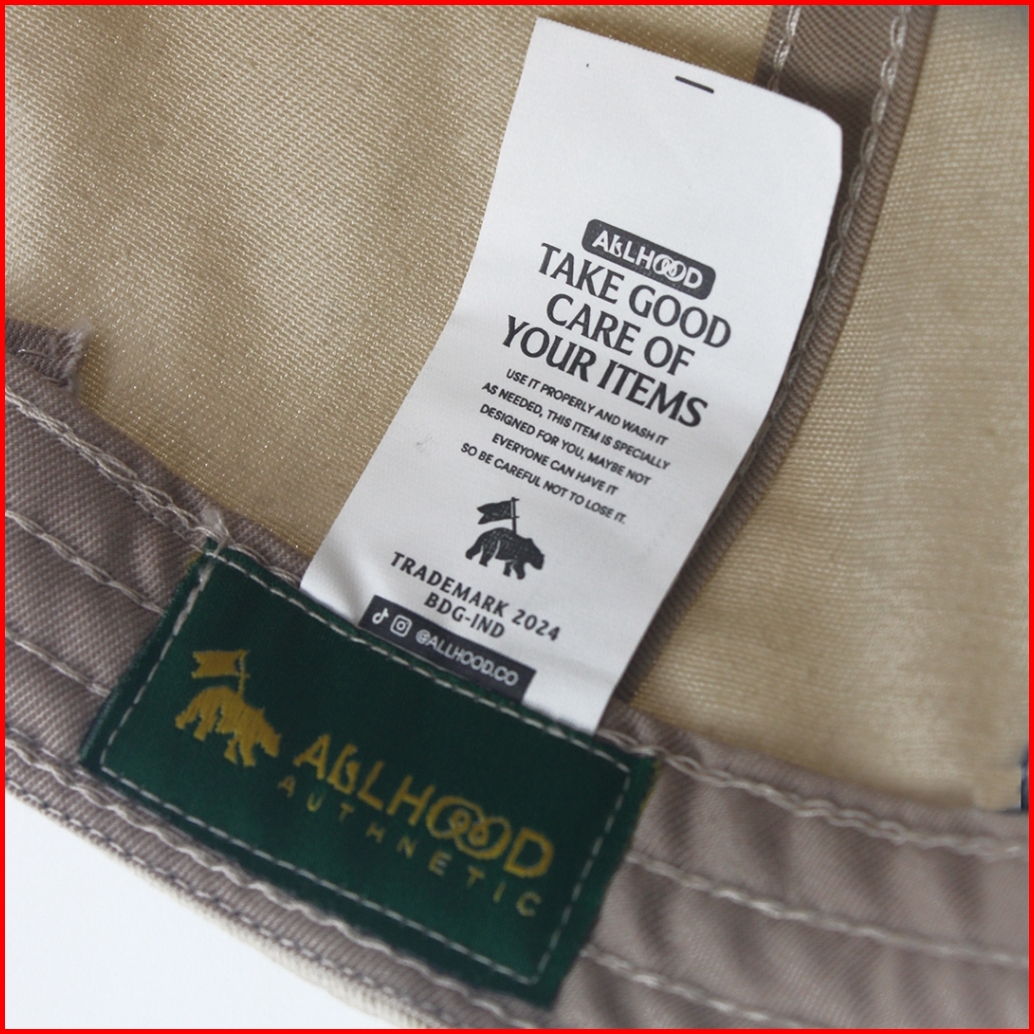 ALLHOOD
TAKE GOOD
CARE OF
YOUR ITEMS
USE IT PROPERLY AND WASH IT
AS NEEDED, THIS ITEM IS SPECIALLY
DESIGNED FOR YOU, MAYBE NOT
EVERYONE CAN HAVE IT
SO BE CAREFUL NOT TO LOSE IT.
TRADEMARK 2024
BDG-IND
@ALLHOOD.CO
ALLHOOD
AUTHNETIC